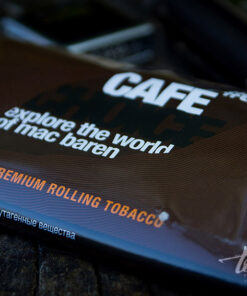 CAFE
explore, the world
of mac baren
PREMIUM ROLLING TOBACCO
вещества